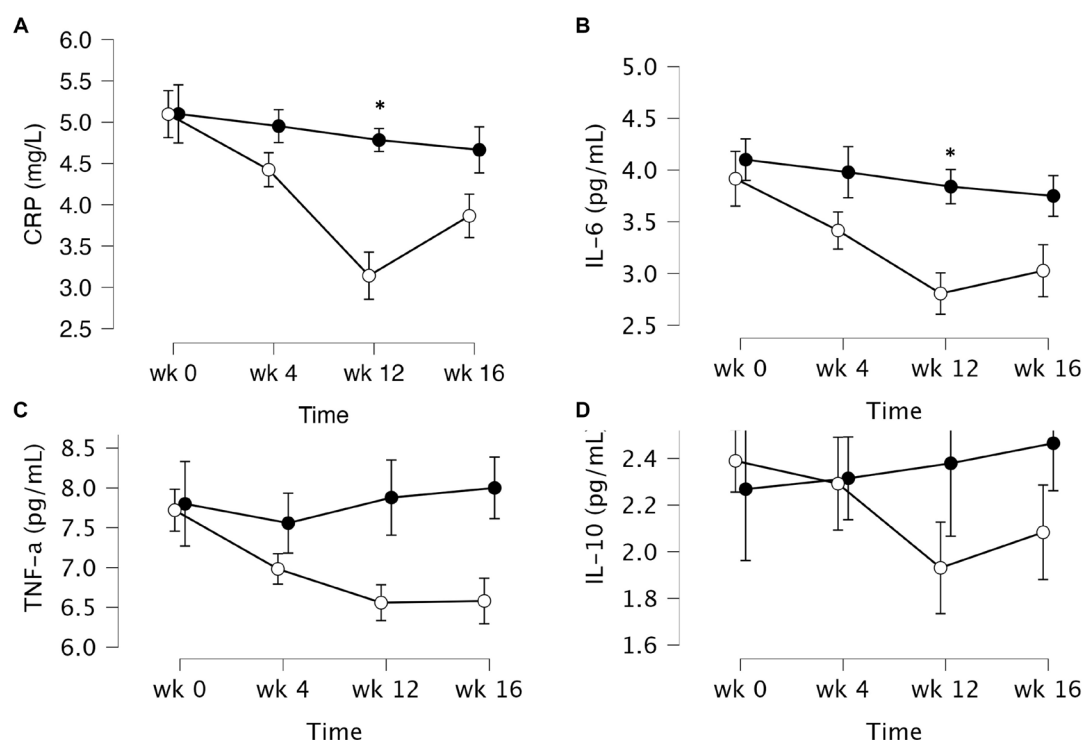 A
CRP (mg/L)
6.0
5.5
5.0
4.5
4.0
3.5
3.0
2.5
*
wk 0 wk 4 wk 12 wk 16
Time
B
IL-6 (pg/mL)
5.0
4.5
4.0
3.5
3.0
2.5
*
wk 0 wk 4 wk 12 wk 16
Time
C
TNF-a (pg/mL)
8.5
8.0
7.5
7.0
6.5
6.0
wk 0 wk 4 wk 12 wk 16
Time
D
IL-10 (pg/mL)
2.4
2.2
2.0
1.8
1.6
wk 0 wk 4 wk 12 wk 16
Time